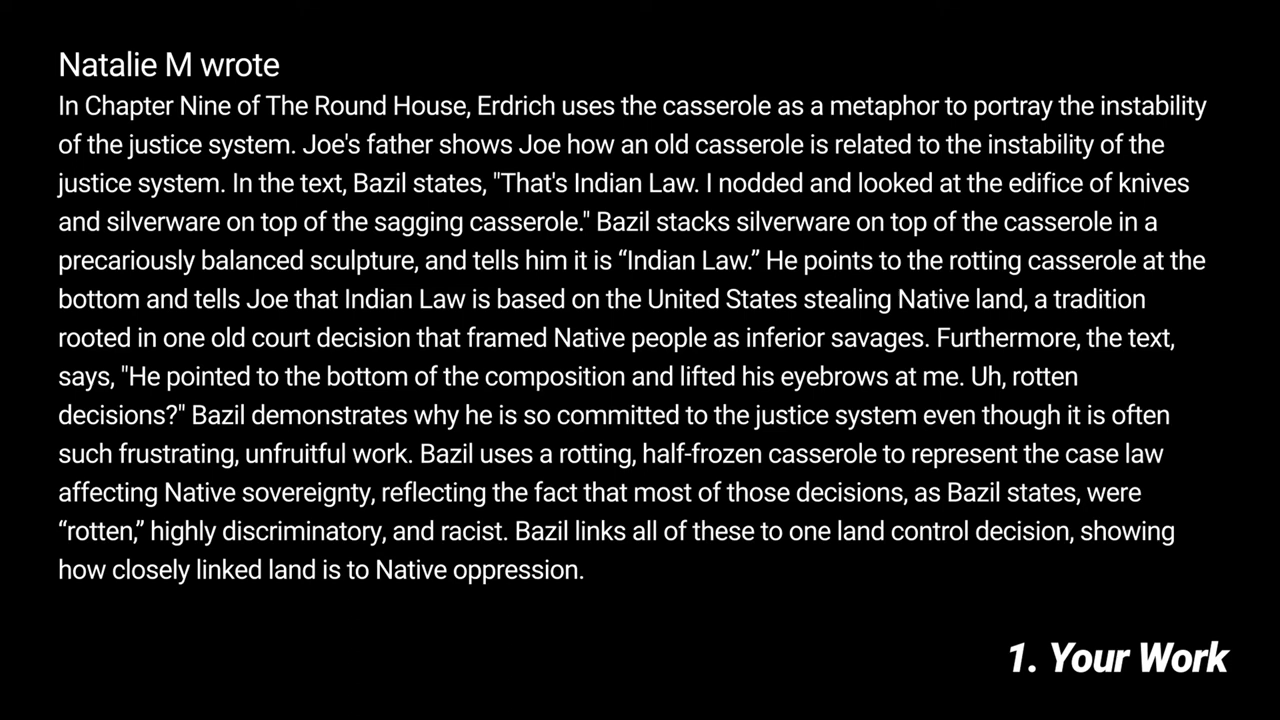 Natalie M wrote
In Chapter Nine of The Round House, Erdrich uses the casserole as a metaphor to portray the instability
of the justice system. Joe's father shows Joe how an old casserole is related to the instability of the
justice system. In the text, Bazil states, "That's Indian Law. I nodded and looked at the edifice of knives
and silverware on top of the sagging casserole." Bazil stacks silverware on top of the casserole in a
precariously balanced sculpture, and tells him it is “Indian Law.” He points to the rotting casserole at the
bottom and tells Joe that Indian Law is based on the United States stealing Native land, a tradition
rooted in one old court decision that framed Native people as inferior savages. Furthermore, the text,
says, "He pointed to the bottom of the composition and lifted his eyebrows at me. Uh, rotten
decisions?" Bazil demonstrates why he is so committed to the justice system even though it is often
such frustrating, unfruitful work. Bazil uses a rotting, half-frozen casserole to represent the case law
affecting Native sovereignty, reflecting the fact that most of those decisions, as Bazil states, were
“rotten,” highly discriminatory, and racist. Bazil links all of these to one land control decision, showing
how closely linked land is to Native oppression.
1. Your Work